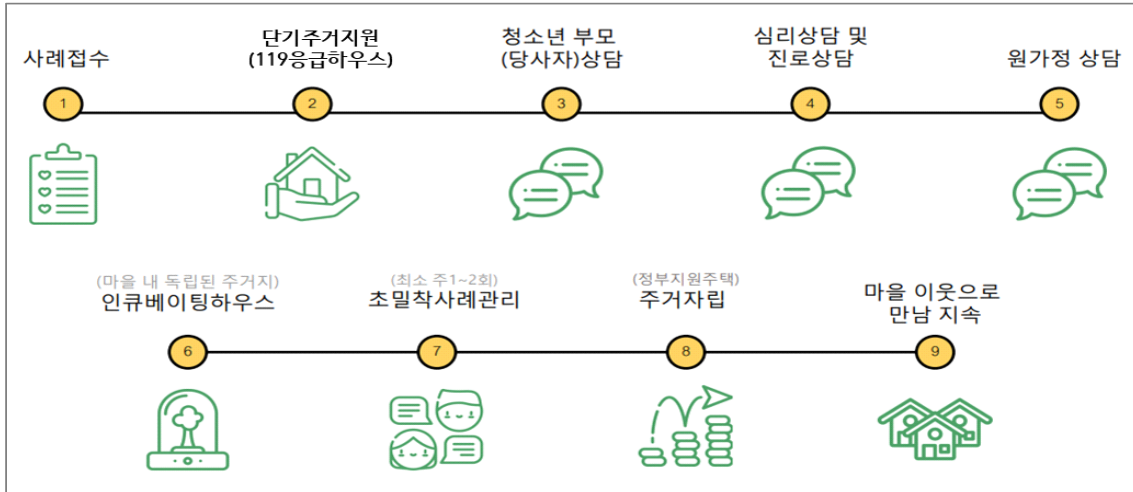 사례접수
1
단기주거지원
(119응급하우스)
2
청소년 부모
(당사자)상담
3
심리상담 및
진로상담
4
원가정 상담
5
(마을 내 독립된 주거지)
인큐베이팅하우스
6
(최소 주1~2회)
초밀착사례관리
7
(정부지원주택)
주거자립
8
마을 이웃으로
만남 지속
9